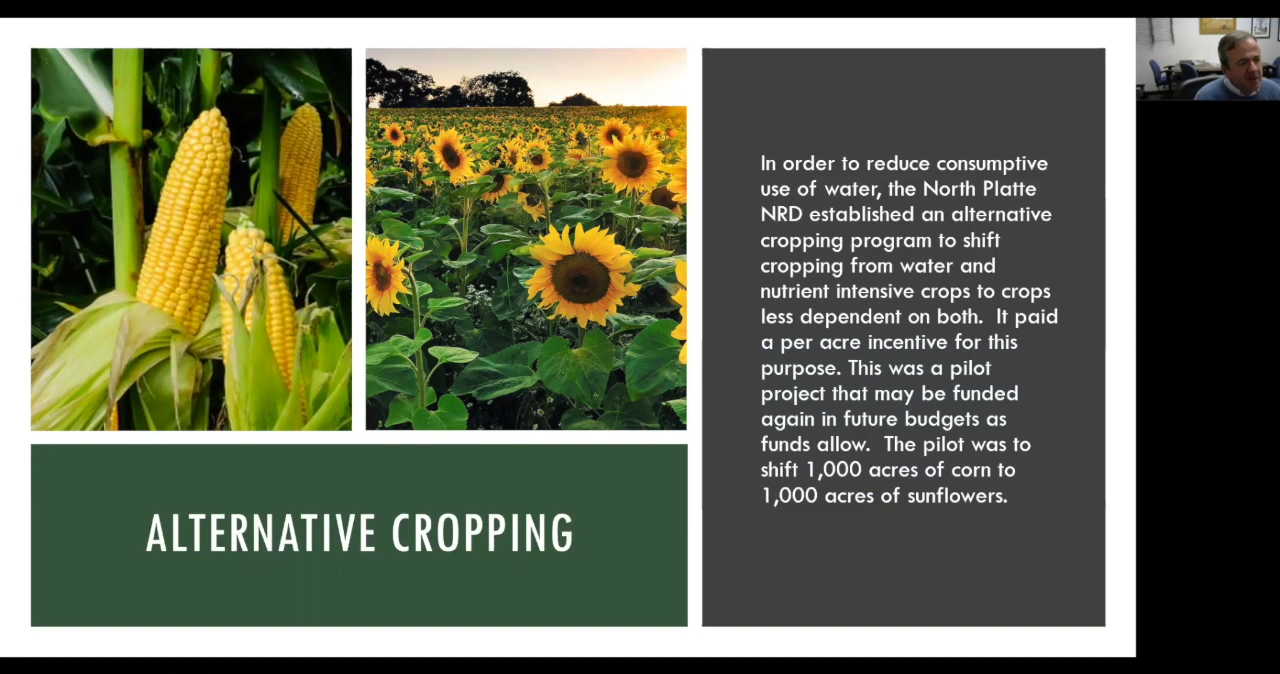 In order to reduce consumptive
use of water, the North Platte
NRD established an alternative
cropping program to shift
cropping from water and
nutrient intensive crops to crops
less dependent on both.  It paid
a per acre incentive for this
purpose. This was a pilot
project that may be funded
again in future budgets as
funds allow.  The pilot was to
shift 1,000 acres of corn to
1,000 acres of sunflowers.
ALTERNATIVE CROPPING